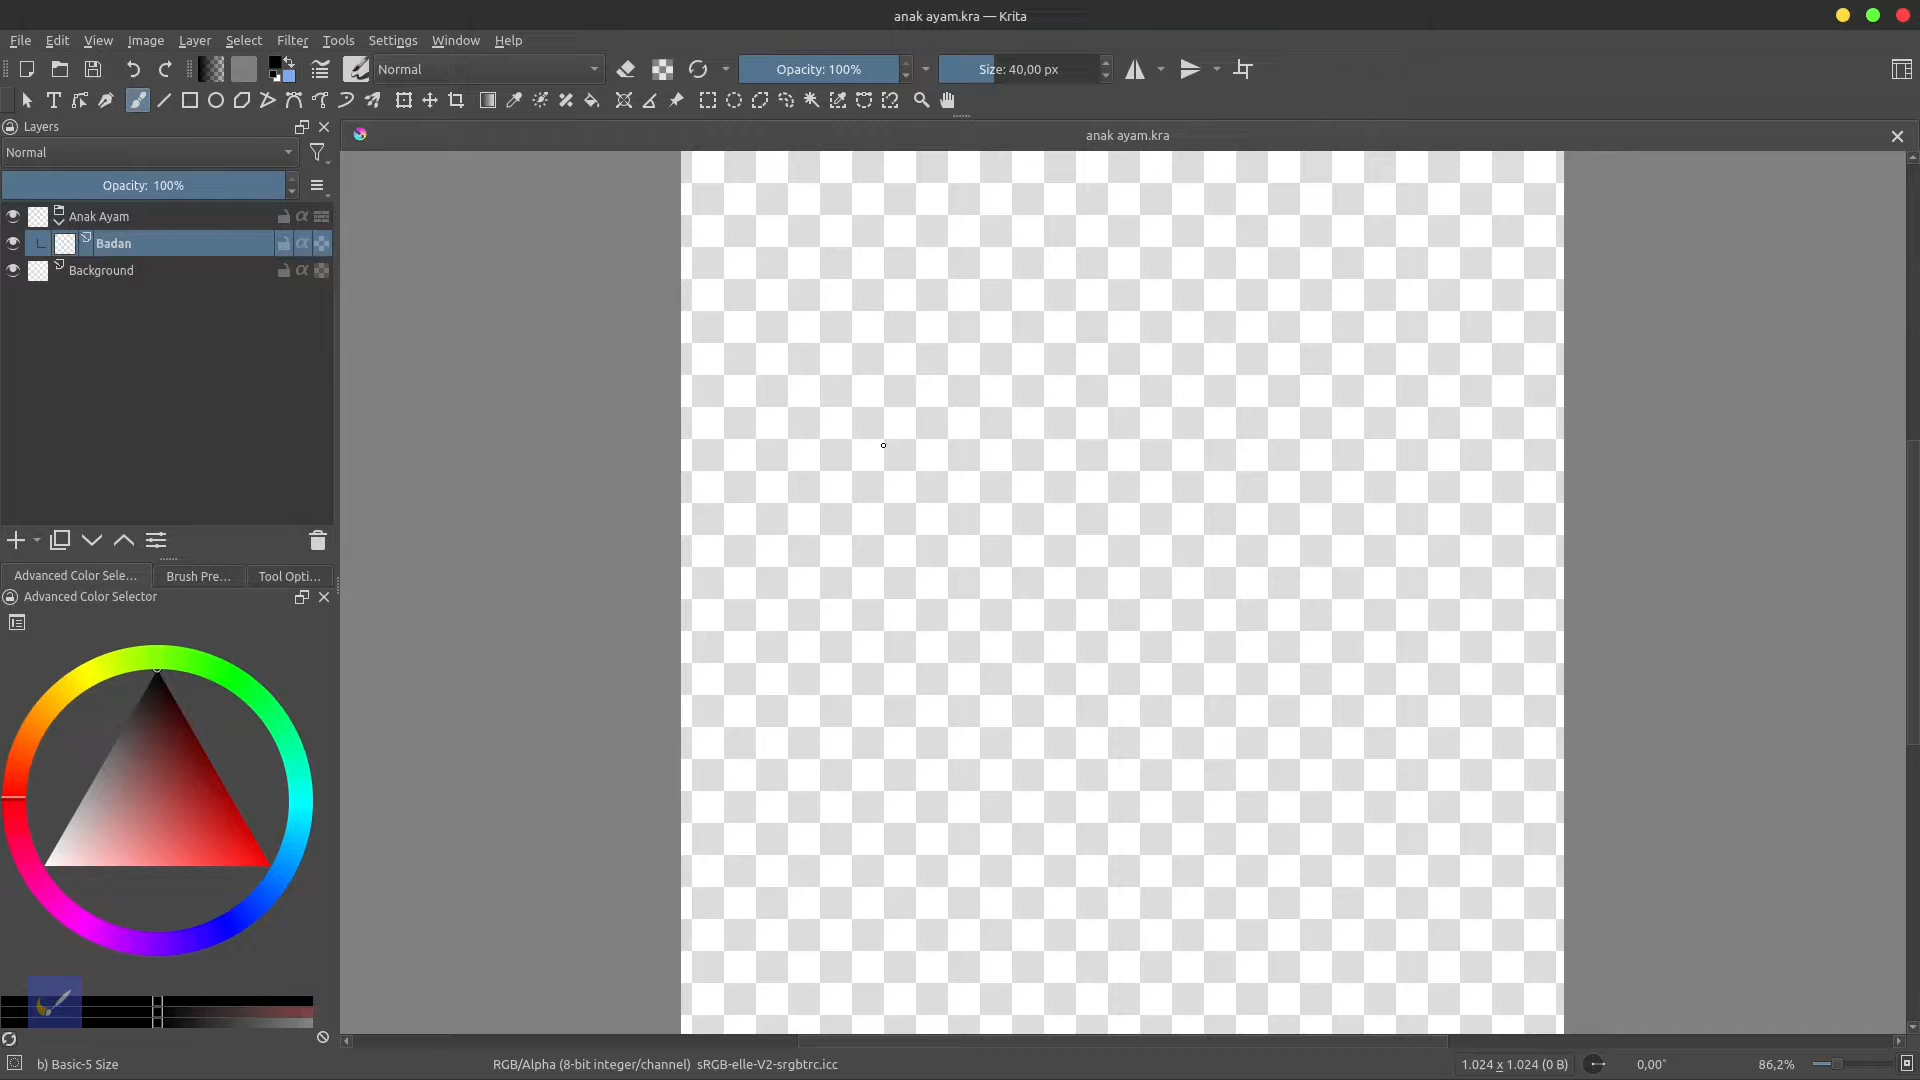 anak ayam.kra — Krita
File Edit View Image Layer Select Filter Tools Settings Window Help
Normal Opacity: 100% Size: 40,00 px
Layers
anak ayam.kra
Normal
Opacity: 100%
Anak Ayam
Badan
Background
Advanced Color Sele... Brush Pre... Tool Opti...
Advanced Color Selector
b) Basic-5 Size RGB/Alpha (8-bit integer/channel) sRGB-elle-V2-srgbtrc.icc 1.024 x 1.024 (0 B) 0,00° 86,2%